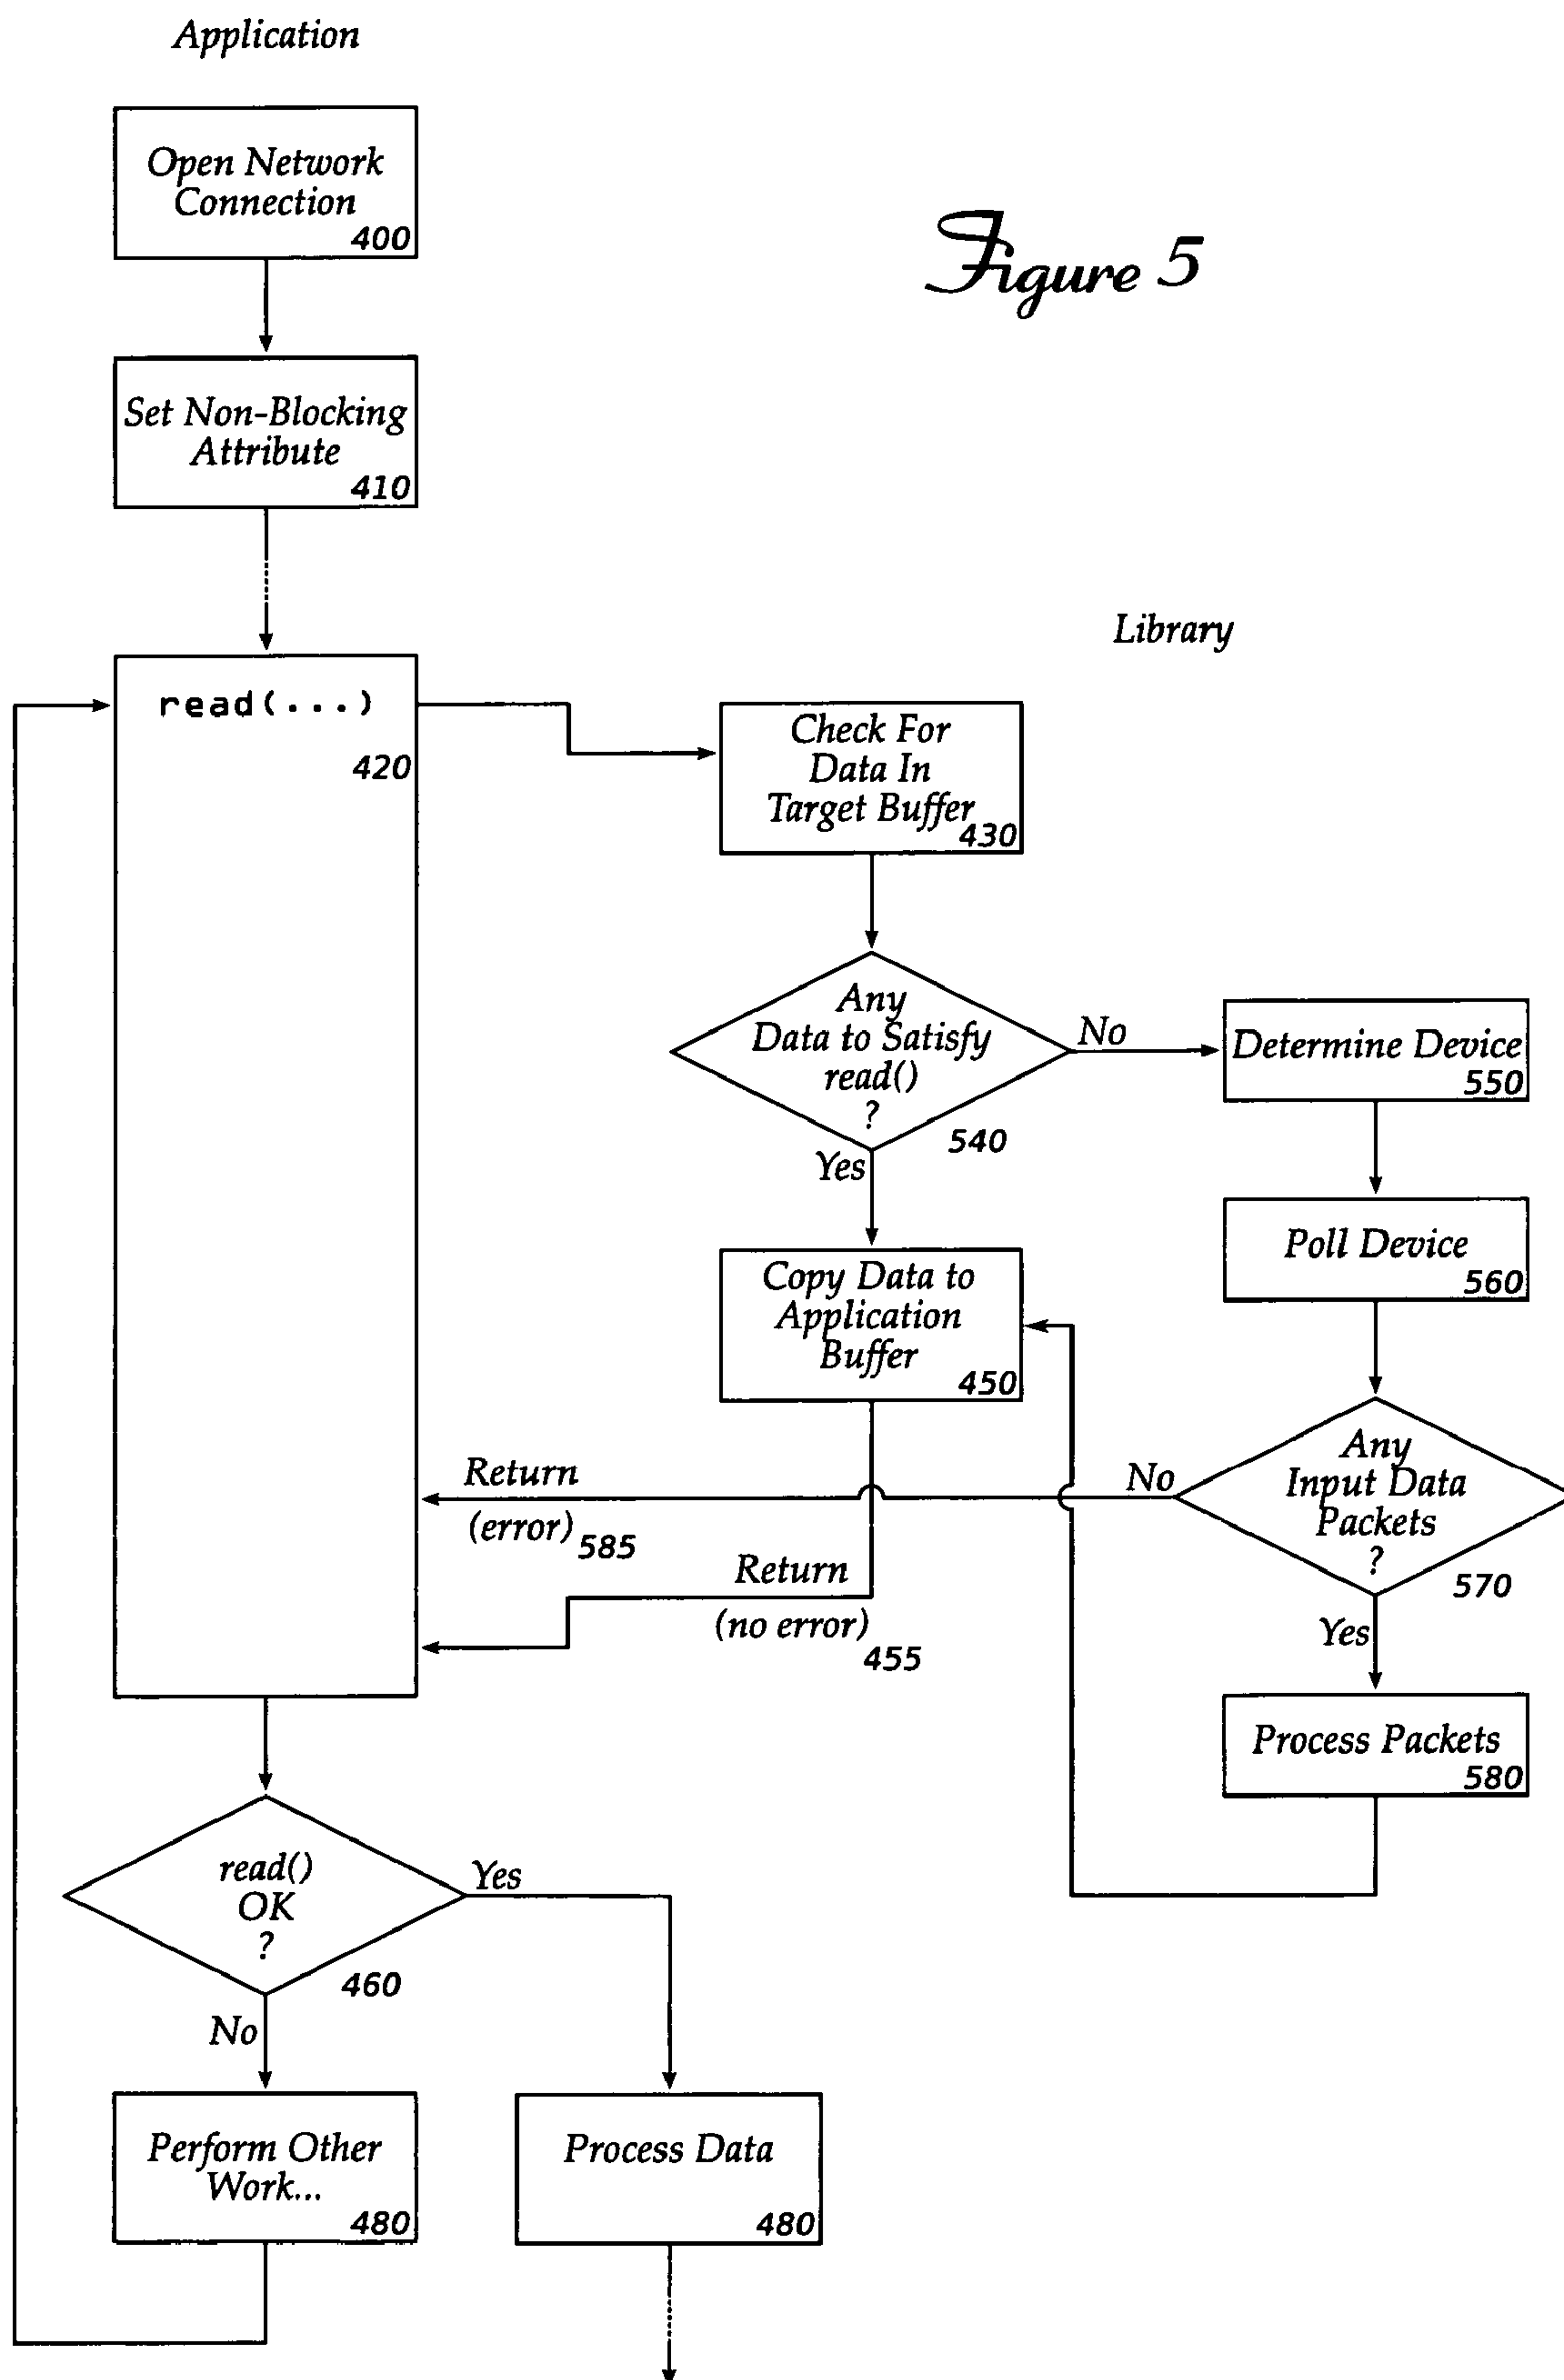 Application
Open Network
Connection
400
Figure 5
Set Non-Blocking
Attribute
410
Library
read(...)
420
Check For
Data In
Target Buffer
430
Any
Data to Satisfy
read()
?
540
No
Yes
Determine Device
550
Poll Device
560
Copy Data to
Application
Buffer
450
Any
Input Data
Packets
?
570
No
Yes
Return
(error)
585
Return
(no error)
455
Process Packets
580
read()
OK
?
460
Yes
No
Perform Other
Work...
480
Process Data
480